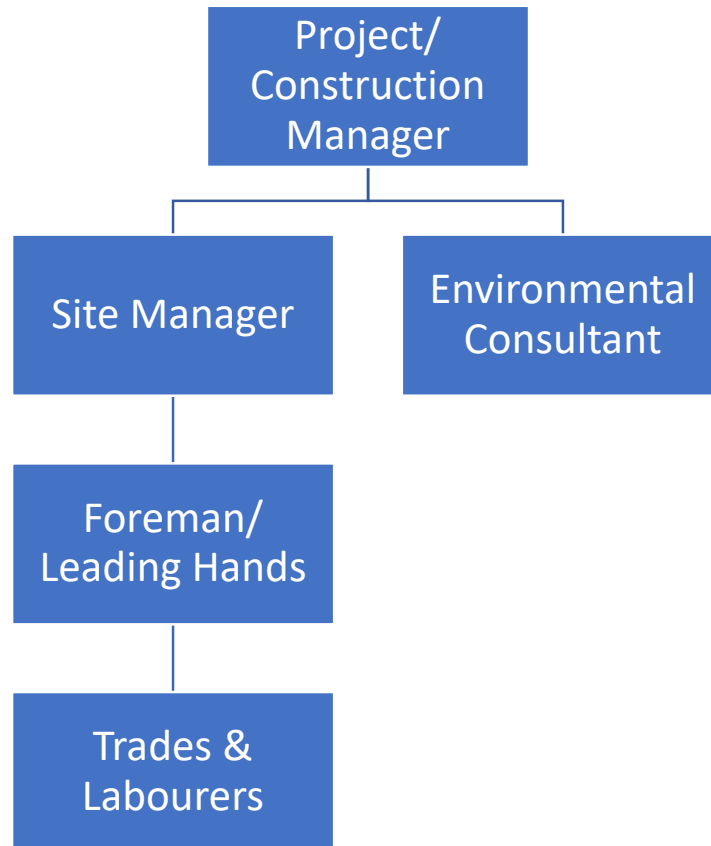 Project/
Construction
Manager
Site Manager
Environmental
Consultant
Foreman/
Leading Hands
Trades &
Labourers